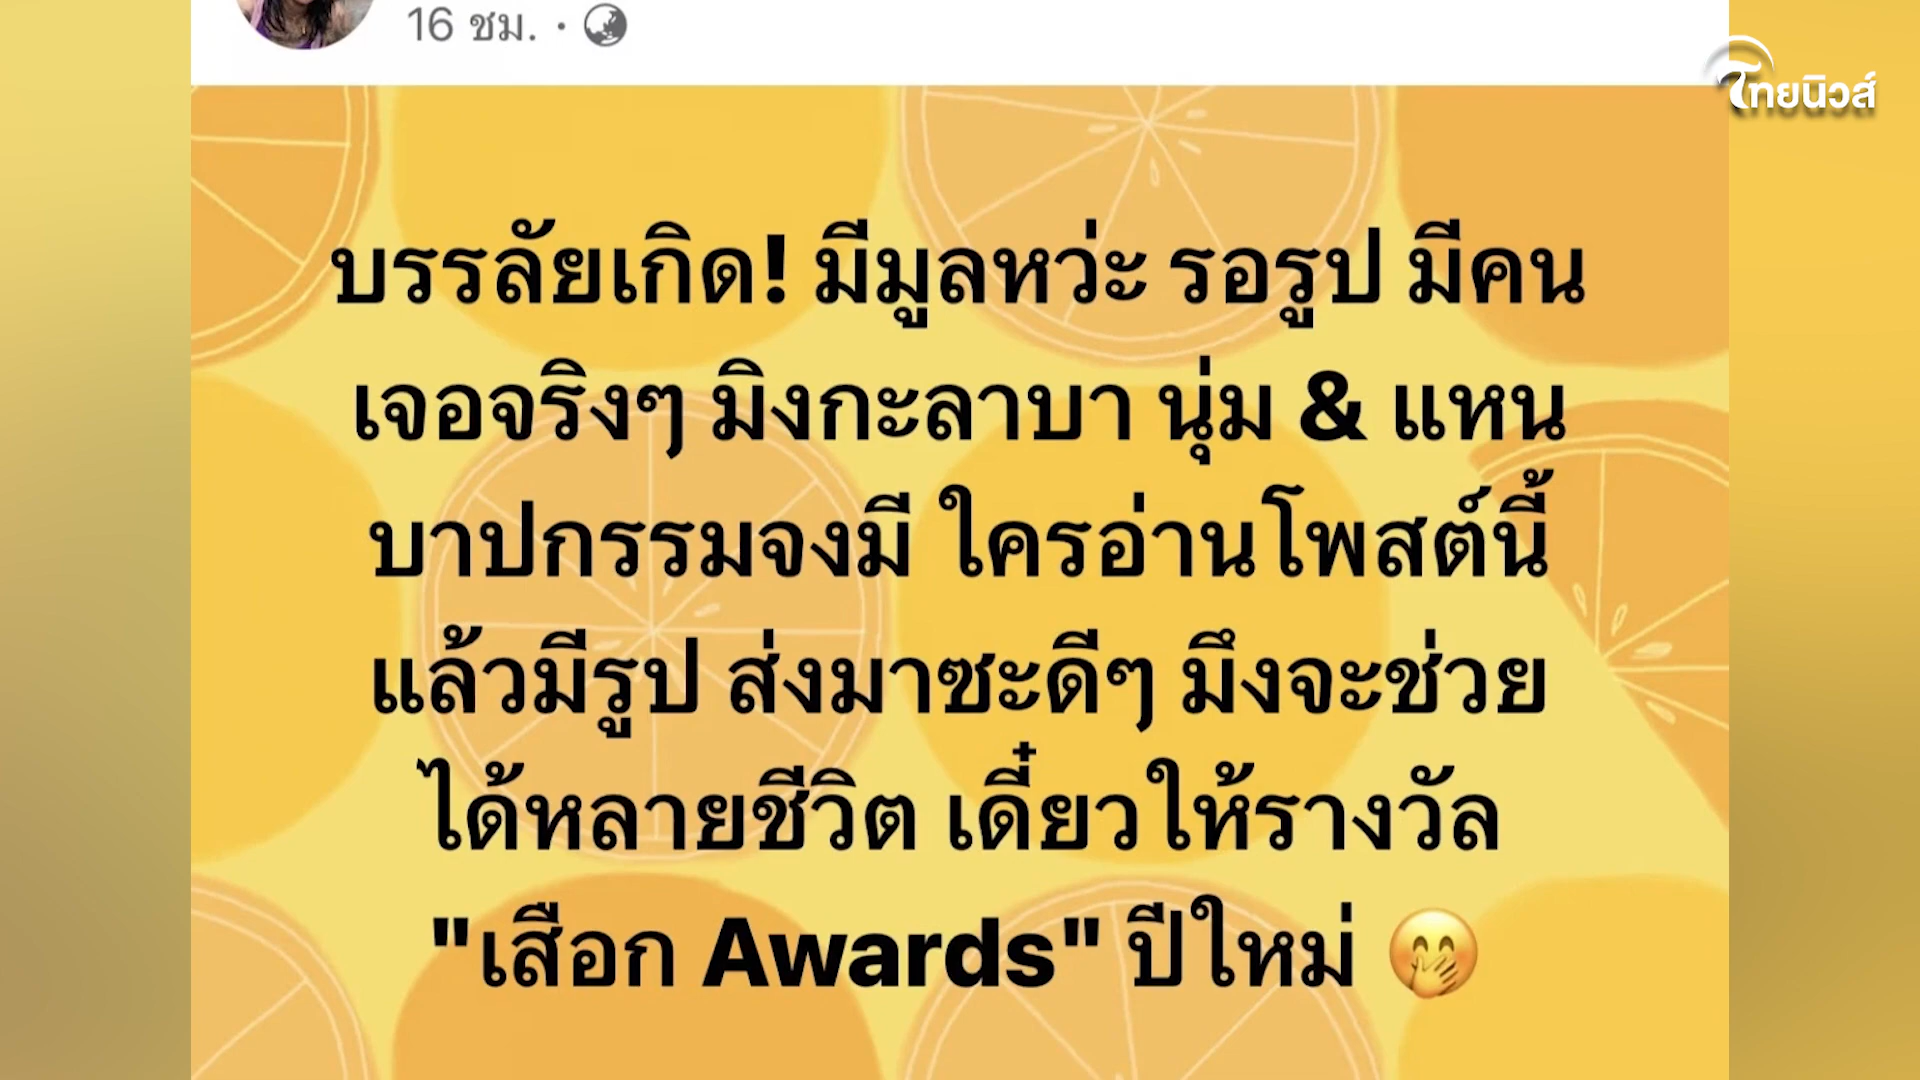 16 ชม.
ไทยนิวส์
บรรลัยเกิด! มีมูลหว่ะ รอรูป มีคน
เจอจริงๆ มิงกะลาบา นุ่ม & แหน
บาปกรรมจงมี ใครอ่านโพสต์นี้
แล้วมีรูป ส่งมาซะดีๆ มึงจะช่วย
ได้หลายชีวิต เดี๋ยวให้รางวัล
"เสือก Awards" ปีใหม่ 🤭